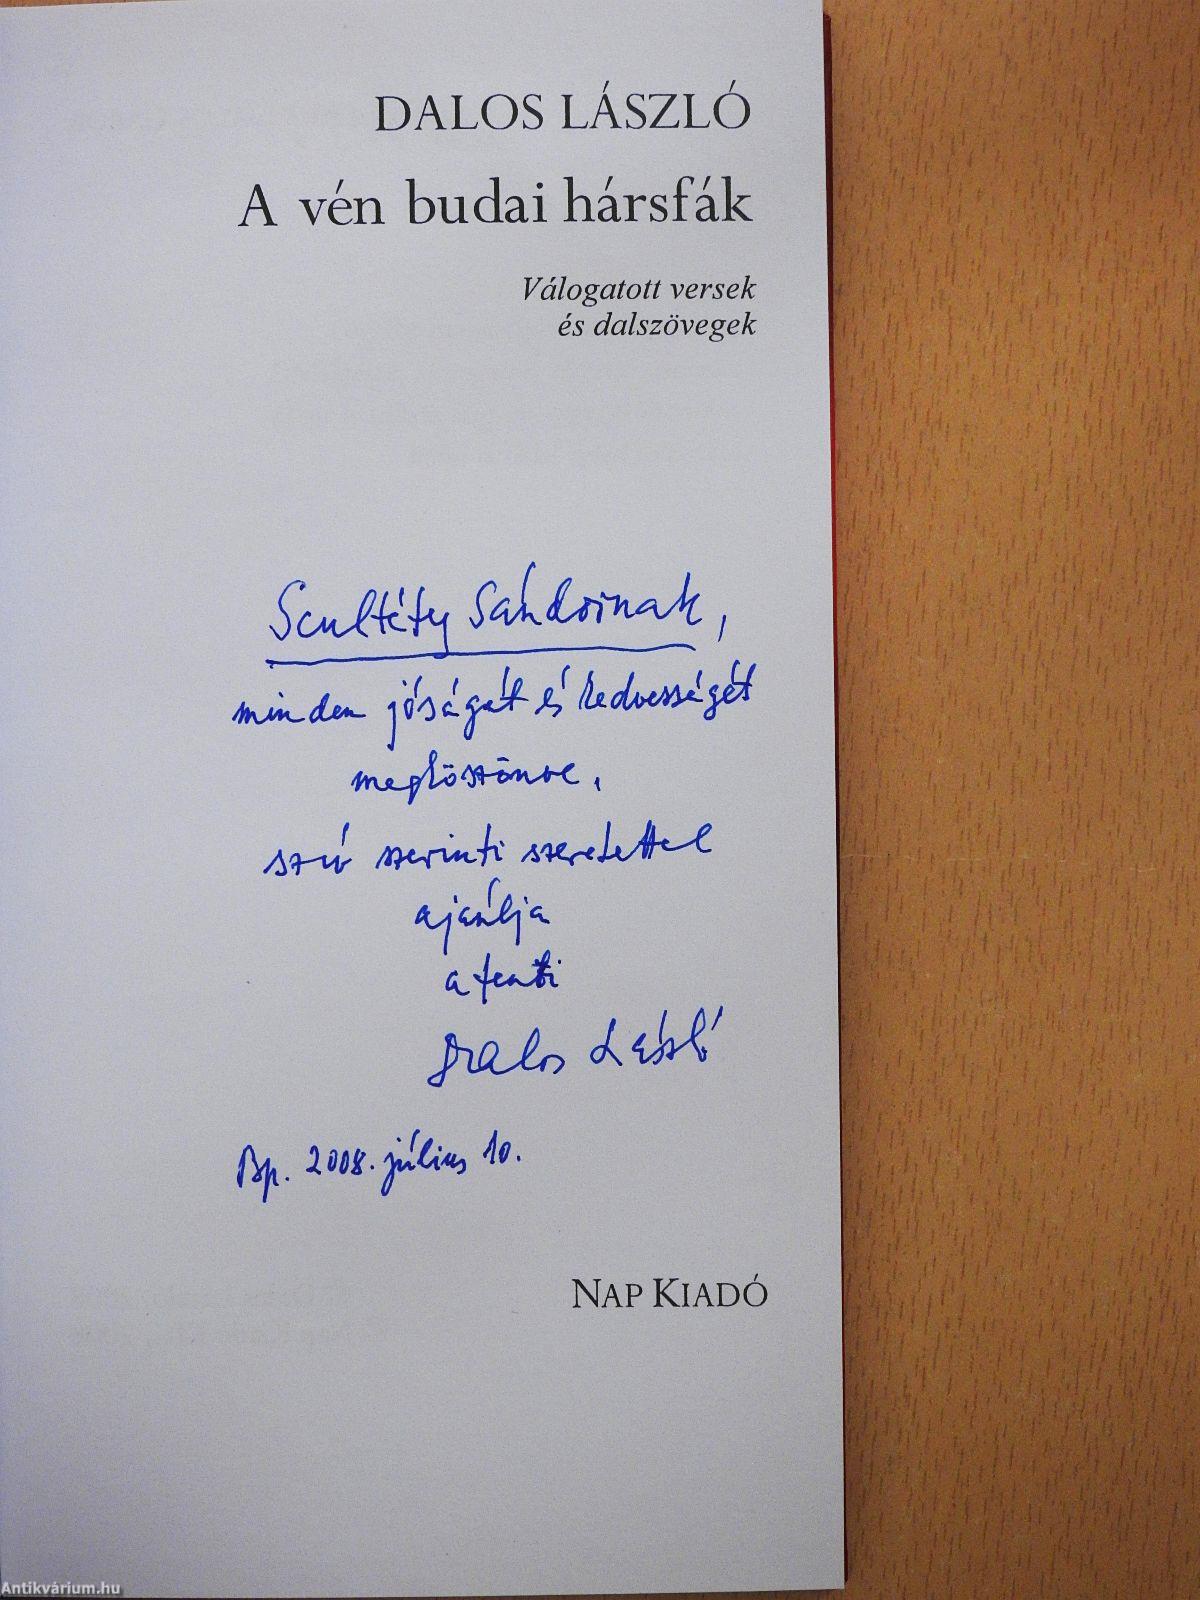 DALOS LÁSZLÓ
A vén budai hársfák
Válogatott versek
és dalszövegek
Scultéty Sándornak,
minden jóságát és kedvességét
megköszönve,
szív szerinti szeretettel
ajánlja
a fenti
Dalos László
Bp. 2008. július 10.
NAP KIADÓ
Antikvárium.hu